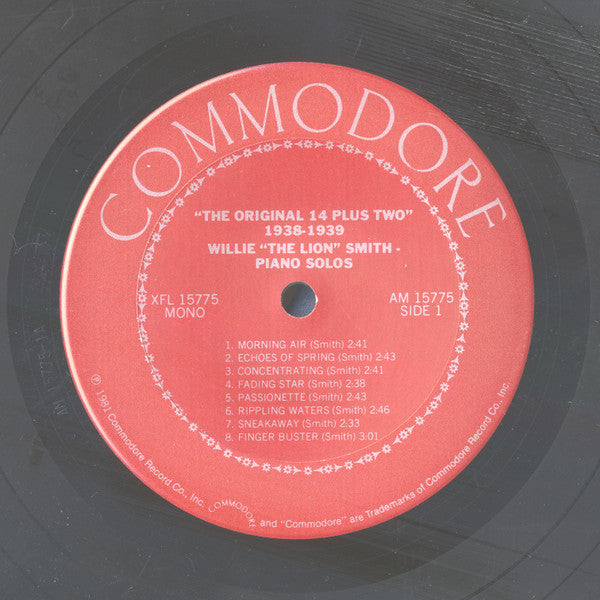 COMMODORE
"THE ORIGINAL 14 PLUS TWO"
1938-1939
WILLIE "THE LION" SMITH -
PIANO SOLOS
XFL 15775
MONO
AM 15775
SIDE 1
1. MORNING AIR (Smith) 2:41
2. ECHOES OF SPRING (Smith) 2:43
3. CONCENTRATING (Smith) 2:41
4. FADING STAR (Smith) 2:38
5. PASSIONETTE (Smith) 2:43
6. RIPPLING WATERS (Smith) 2:46
7. SNEAKAWAY (Smith) 2:33
8. FINGER BUSTER (Smith) 3:01
℗ 1981 Commodore Record Co., Inc. COMMODORE and "Commodore" are Trademarks of Commodore Record Co., Inc.